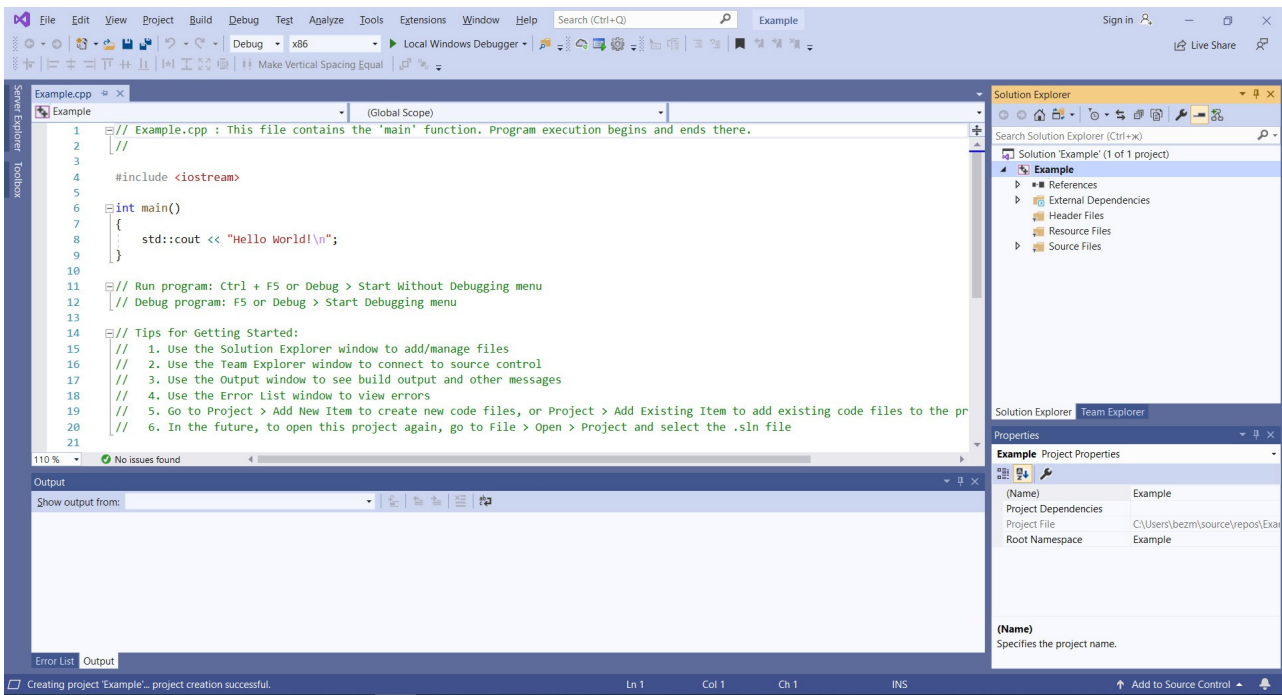 File Edit View Project Build Debug Test Analyze Tools Extensions Window Help Search (Ctrl+Q) Example Sign in
Debug x86 Local Windows Debugger Live Share
Make Vertical Spacing Equal
Server Explorer
Toolbox
Example.cpp
Example (Global Scope)
1 // Example.cpp : This file contains the 'main' function. Program execution begins and ends there.
2 //
3
4 #include <iostream>
5
6 int main()
7 {
8 std::cout << "Hello World!\n";
9 }
10
11 // Run program: Ctrl + F5 or Debug > Start Without Debugging menu
12 // Debug program: F5 or Debug > Start Debugging menu
13
14 // Tips for Getting Started:
15 // 1. Use the Solution Explorer window to add/manage files
16 // 2. Use the Team Explorer window to connect to source control
17 // 3. Use the Output window to see build output and other messages
18 // 4. Use the Error List window to view errors
19 // 5. Go to Project > Add New Item to create new code files, or Project > Add Existing Item to add existing code files to the pr
20 // 6. In the future, to open this project again, go to File > Open > Project and select the .sln file
21
110 % No issues found
Output
Show output from:
Error List Output
Solution Explorer
Search Solution Explorer (Ctrl+ж)
Solution 'Example' (1 of 1 project)
Example
References
External Dependencies
Header Files
Resource Files
Source Files
Solution Explorer Team Explorer
Properties
Example Project Properties
(Name) Example
Project Dependencies
Project File C:\Users\bezm\source\repos\Exa
Root Namespace Example
(Name)
Specifies the project name.
Creating project 'Example'... project creation successful. Ln 1 Col 1 Ch 1 INS Add to Source Control